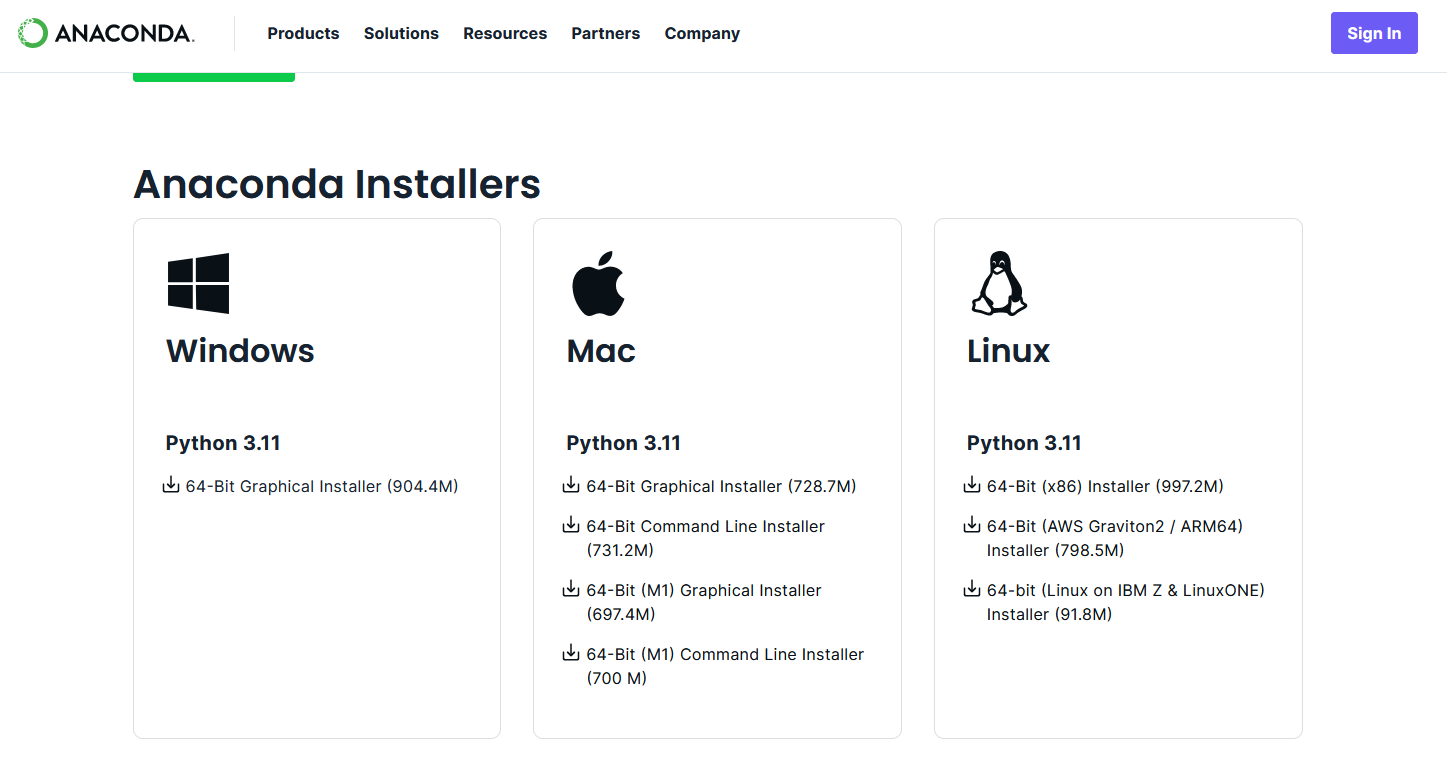 ANACONDA.
Products
Solutions
Resources
Partners
Company
Sign In
Anaconda Installers
Windows
Python 3.11
64-Bit Graphical Installer (904.4M)
Mac
Python 3.11
64-Bit Graphical Installer (728.7M)
64-Bit Command Line Installer
(731.2M)
64-Bit (M1) Graphical Installer
(697.4M)
64-Bit (M1) Command Line Installer
(700 M)
Linux
Python 3.11
64-Bit (x86) Installer (997.2M)
64-Bit (AWS Graviton2 / ARM64)
Installer (798.5M)
64-bit (Linux on IBM Z & LinuxONE)
Installer (91.8M)